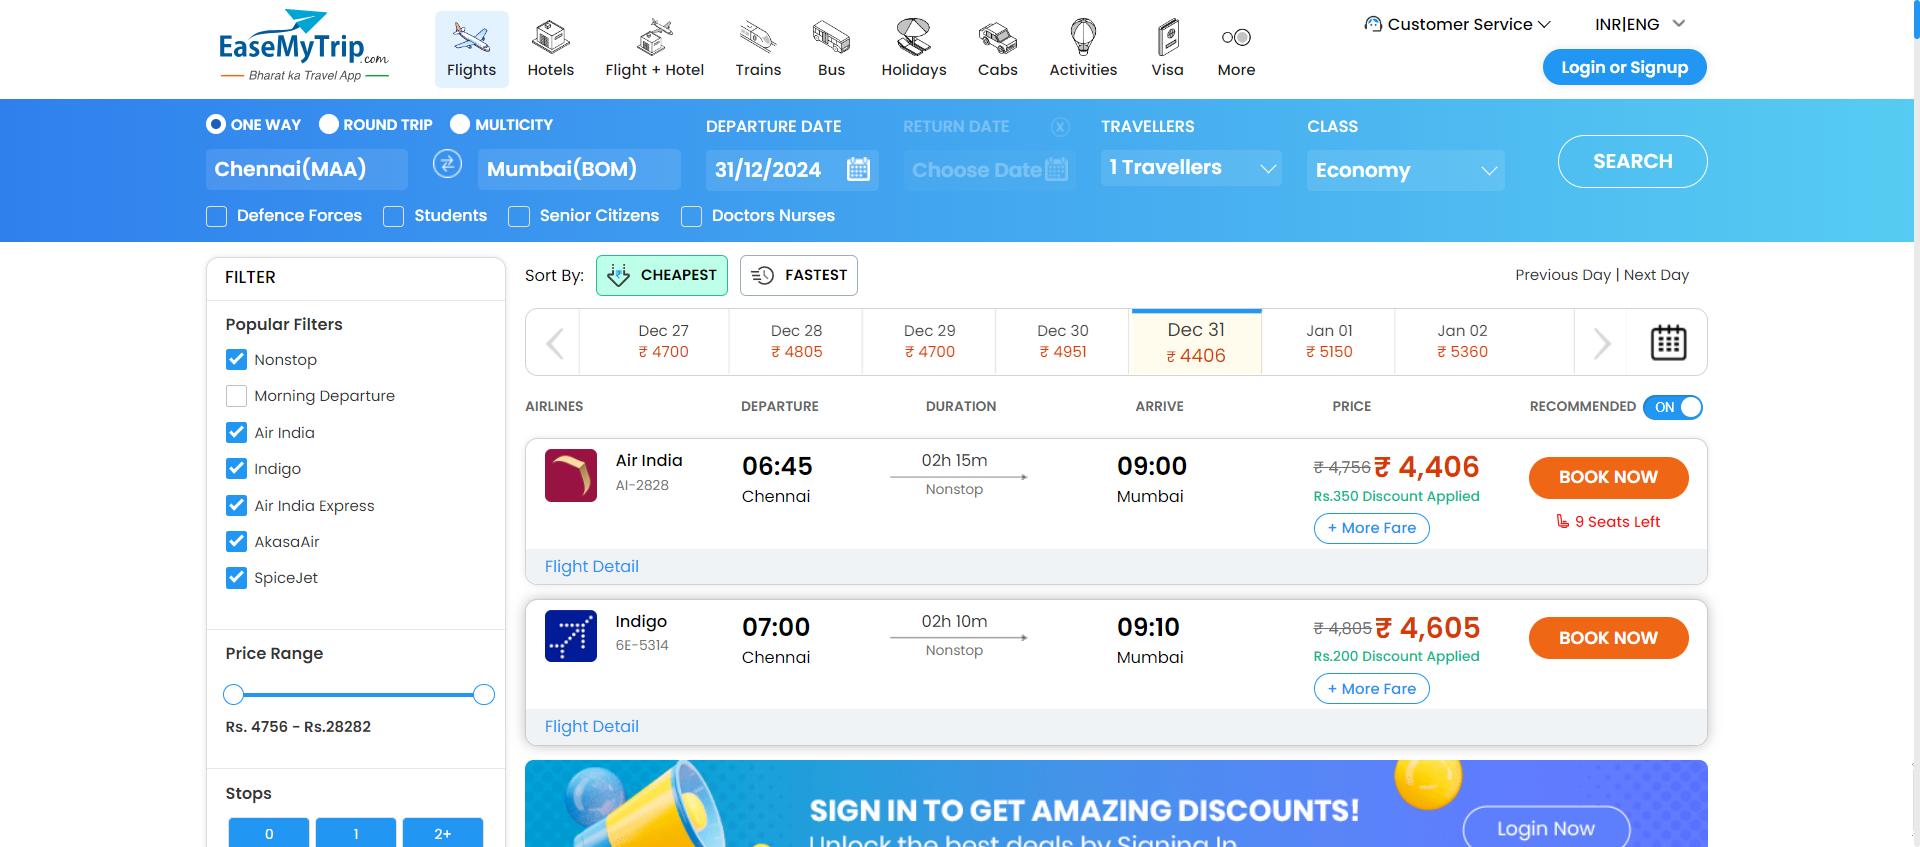 EaseMyTrip.com
Bharat ka Travel App
Flights
Hotels
Flight + Hotel
Trains
Bus
Holidays
Cabs
Activities
Visa
More
Customer Service
INR|ENG
Login or Signup
ONE WAY
ROUND TRIP
MULTICITY
DEPARTURE DATE
RETURN DATE
TRAVELLERS
CLASS
Chennai(MAA)
Mumbai(BOM)
31/12/2024
Choose Date
1 Travellers
Economy
SEARCH
Defence Forces
Students
Senior Citizens
Doctors Nurses
FILTER
Popular Filters
Nonstop
Morning Departure
Air India
Indigo
Air India Express
AkasaAir
SpiceJet
Price Range
Rs. 4756 - Rs.28282
Stops
0
1
2+
Sort By:
CHEAPEST
FASTEST
Previous Day | Next Day
Dec 27
₹ 4700
Dec 28
₹ 4805
Dec 29
₹ 4700
Dec 30
₹ 4951
Dec 31
₹ 4406
Jan 01
₹ 5150
Jan 02
₹ 5360
AIRLINES
DEPARTURE
DURATION
ARRIVE
PRICE
RECOMMENDED
ON
Air India
AI-2828
06:45
Chennai
02h 15m
Nonstop
09:00
Mumbai
₹ 4,756 ₹ 4,406
Rs.350 Discount Applied
+ More Fare
BOOK NOW
9 Seats Left
Flight Detail
Indigo
6E-5314
07:00
Chennai
02h 10m
Nonstop
09:10
Mumbai
₹ 4,805 ₹ 4,605
Rs.200 Discount Applied
+ More Fare
BOOK NOW
Flight Detail
SIGN IN TO GET AMAZING DISCOUNTS!
Unlock the best deals by Signing In
Login Now